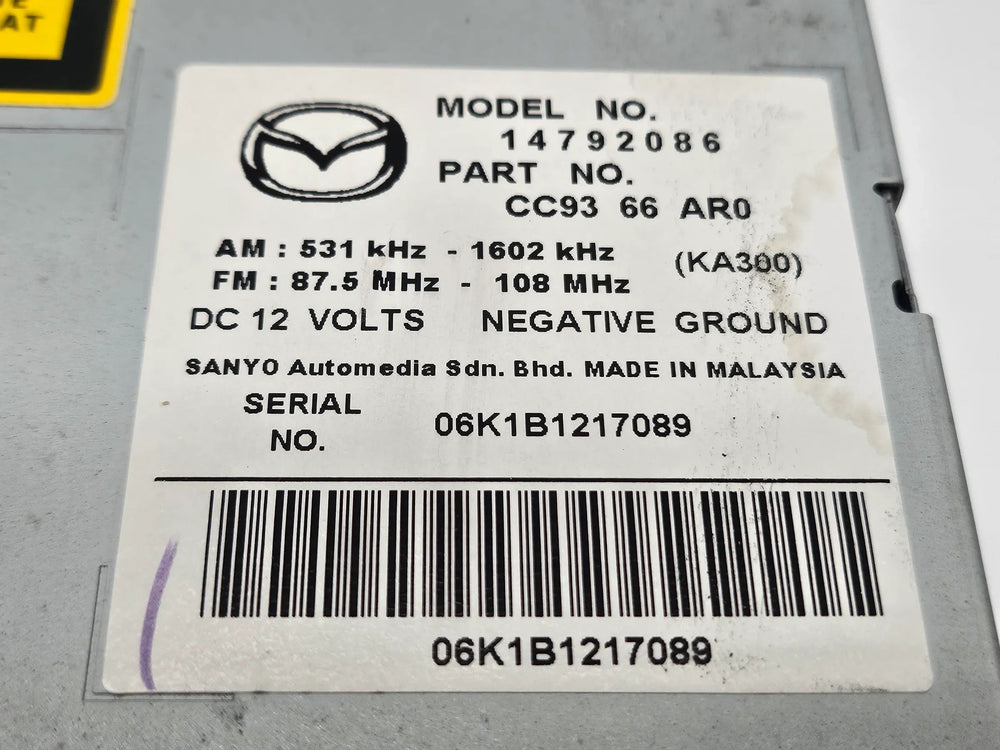 AT
MODEL NO.
14792086
PART NO.
CC93 66 AR0
AM : 531 kHz - 1602 kHz
(KA300)
FM : 87.5 MHz - 108 MHz
DC 12 VOLTS NEGATIVE GROUND
SANYO Automedia Sdn. Bhd. MADE IN MALAYSIA
SERIAL
NO.
06K1B1217089
06K1B1217089